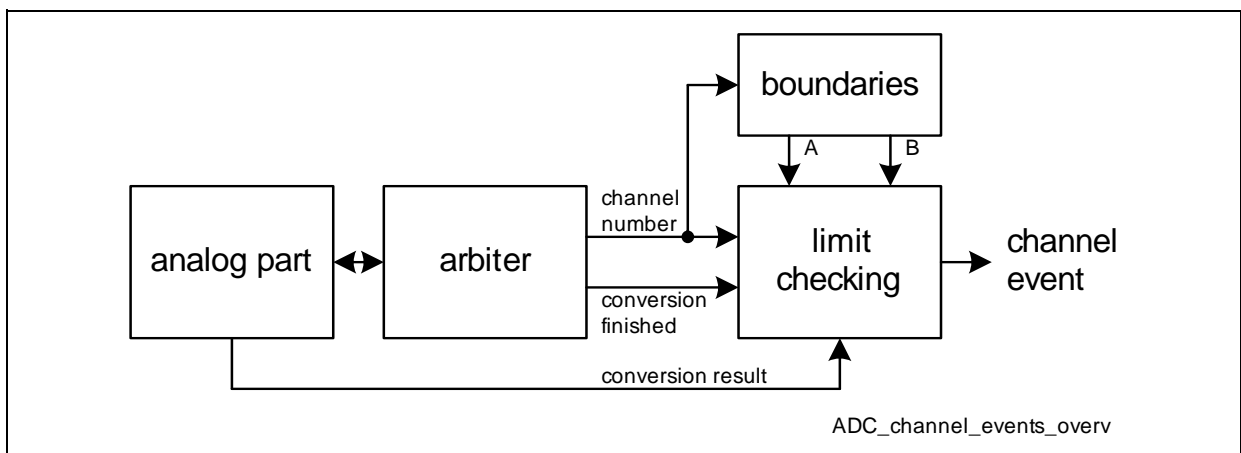 boundaries
A
B
channel
number
analog part
arbiter
limit
checking
channel
event
conversion
finished
conversion result
ADC_channel_events_overv